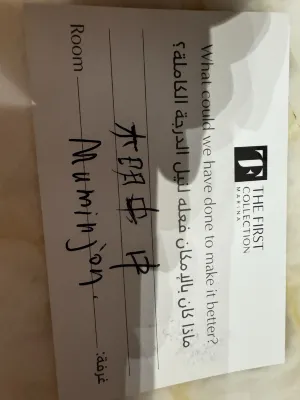 THE FIRST
COLLECTION
MARINA
What could we have done to make it better?
ماذا كان بالإمكان فعله لنيل الدرجة الكاملة؟
Room Muminjon. غرفة: